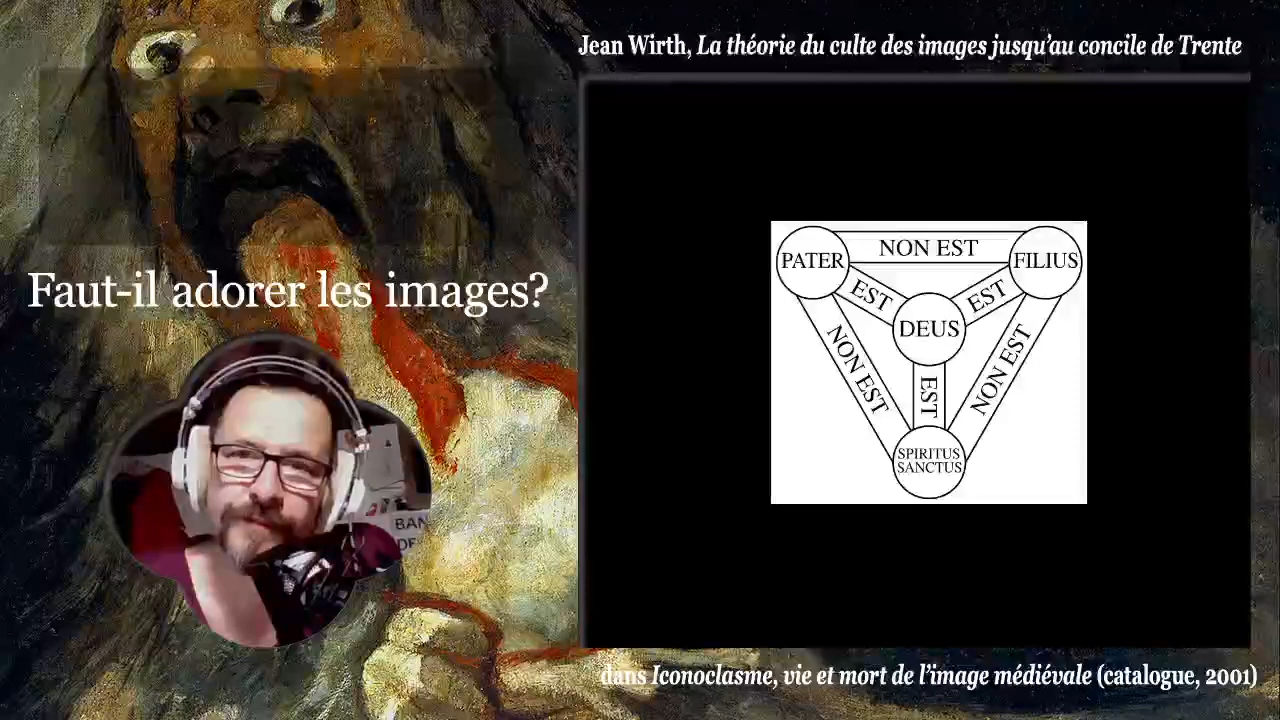 Jean Wirth, La théorie du culte des images jusqu'au concile de Trente
Faut-il adorer les images?
PATER
NON EST
FILIUS
EST
EST
DEUS
NON EST
EST
NON EST
SPIRITUS
SANCTUS
BAN
DE
dans Iconoclasme, vie et mort de l'image médiévale (catalogue, 2001)